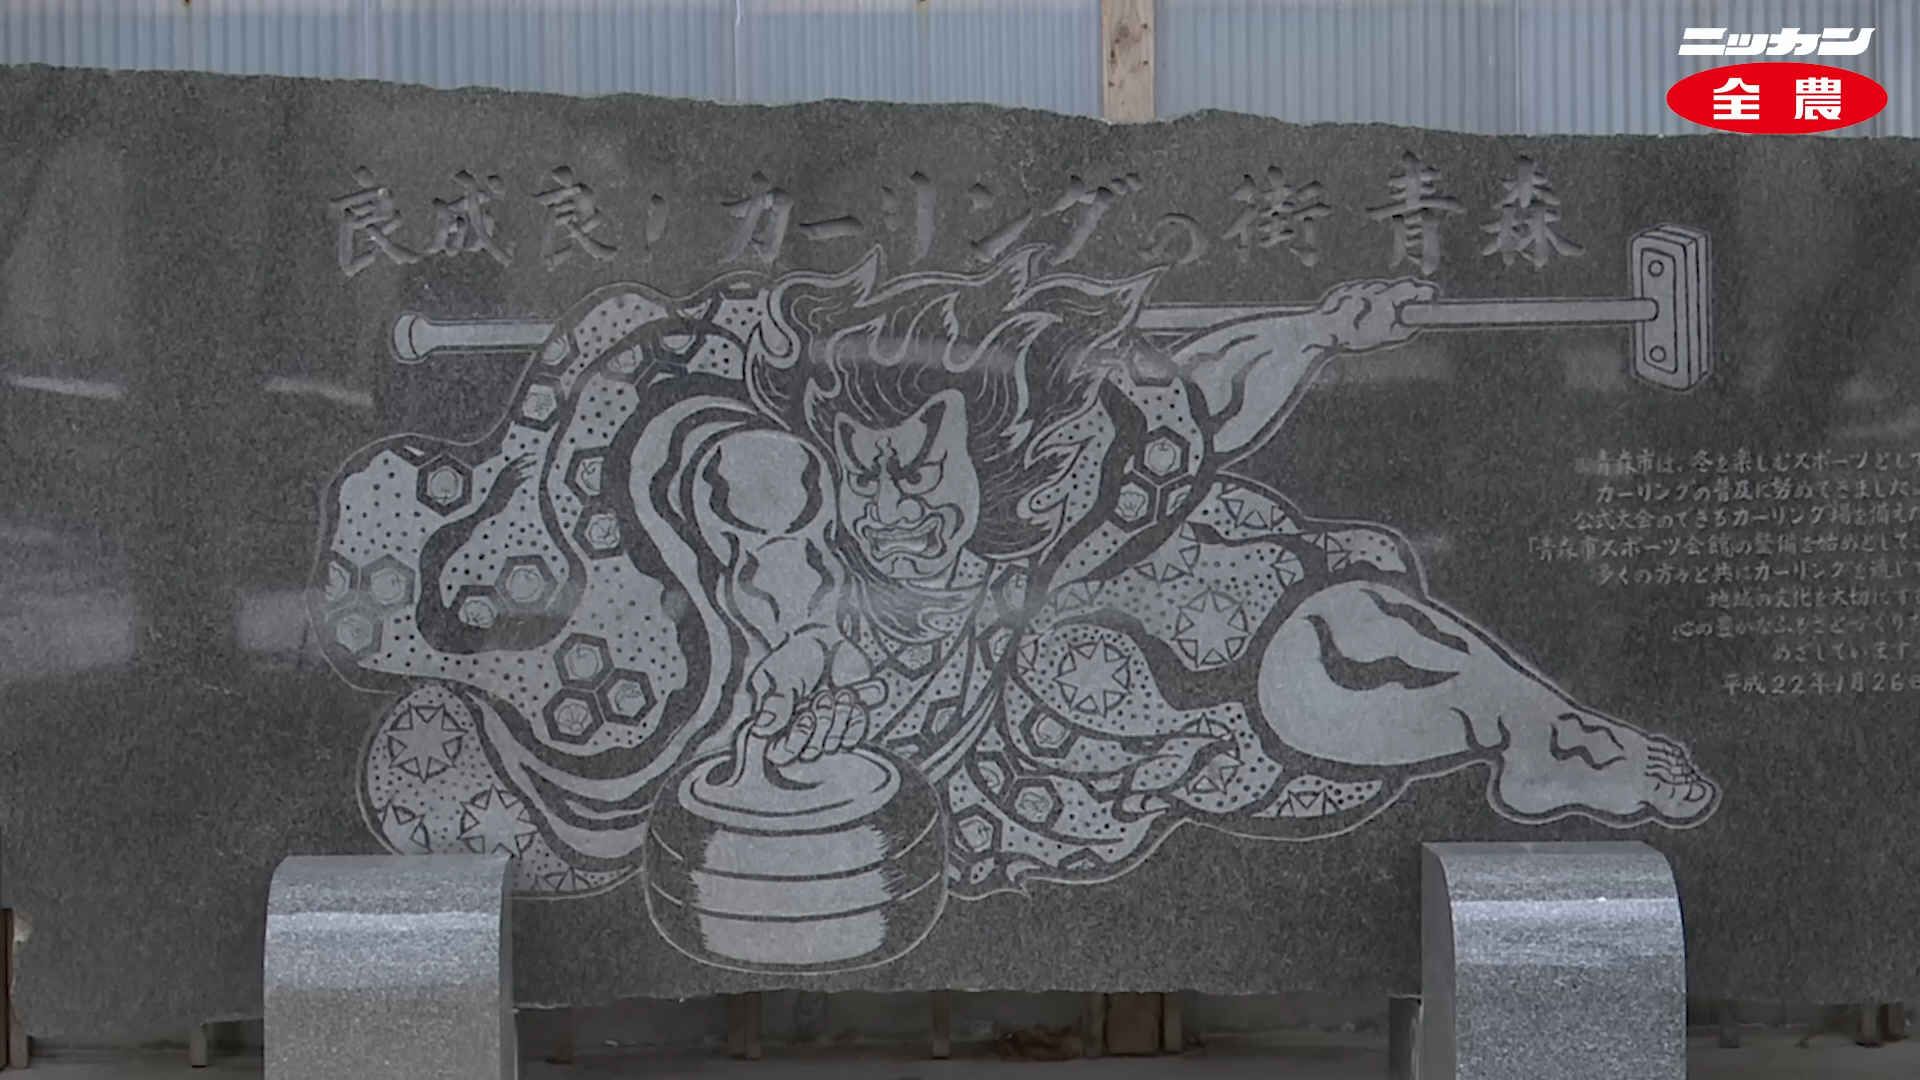 ニッカン
全農
良成良!カーリングの街 青森
青森市は、冬を楽しむスポーツとして
カーリングの普及に努めてきました。
公式大会のできるカーリング場を備えた
「青森市スポーツ会館」の整備を始めとして、
多くの方々と共にカーリングを通じて
地域の文化を大切にする
心の豊かなふるさとづくりを
めざしています。
平成22年1月26日